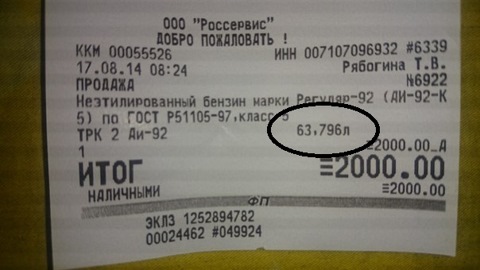 ООО "Россервис"
ДОБРО ПОЖАЛОВАТЬ !
ККМ 00055526 ИНН 007107096932 #6339
17.08.14 08:24 Рябогина Т.В.
ПРОДАЖА №6922
Неэтилированный бензин марки Регуляр-92 (АИ-92-К
5) по ГОСТ Р51105-97,класс 5
ТРК 2 Аи-92 63,796л
1 ≡2000.00_А
ИТОГ ≡2000.00
НАЛИЧНЫМИ ≡2000.00
ФП
ЭКЛЗ 1252894782
00024462 #049924